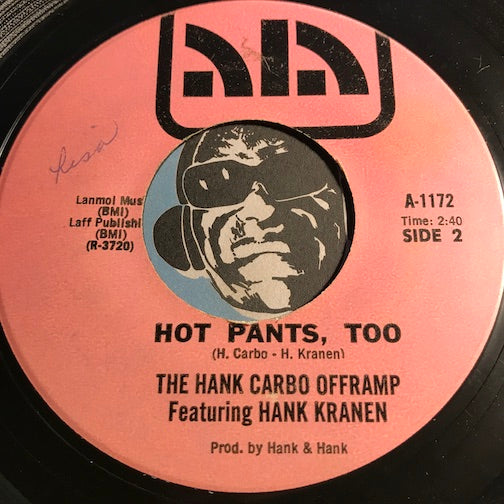 Lisa
Lanmol Mus
(BMI)
Laff Publishi
(BMI)
(R-3720)
A-1172
Time: 2:40
SIDE 2
HOT PANTS, TOO
(H. Carbo - H. Kranen)
THE HANK CARBO OFFRAMP
Featuring HANK KRANEN
Prod. by Hank & Hank